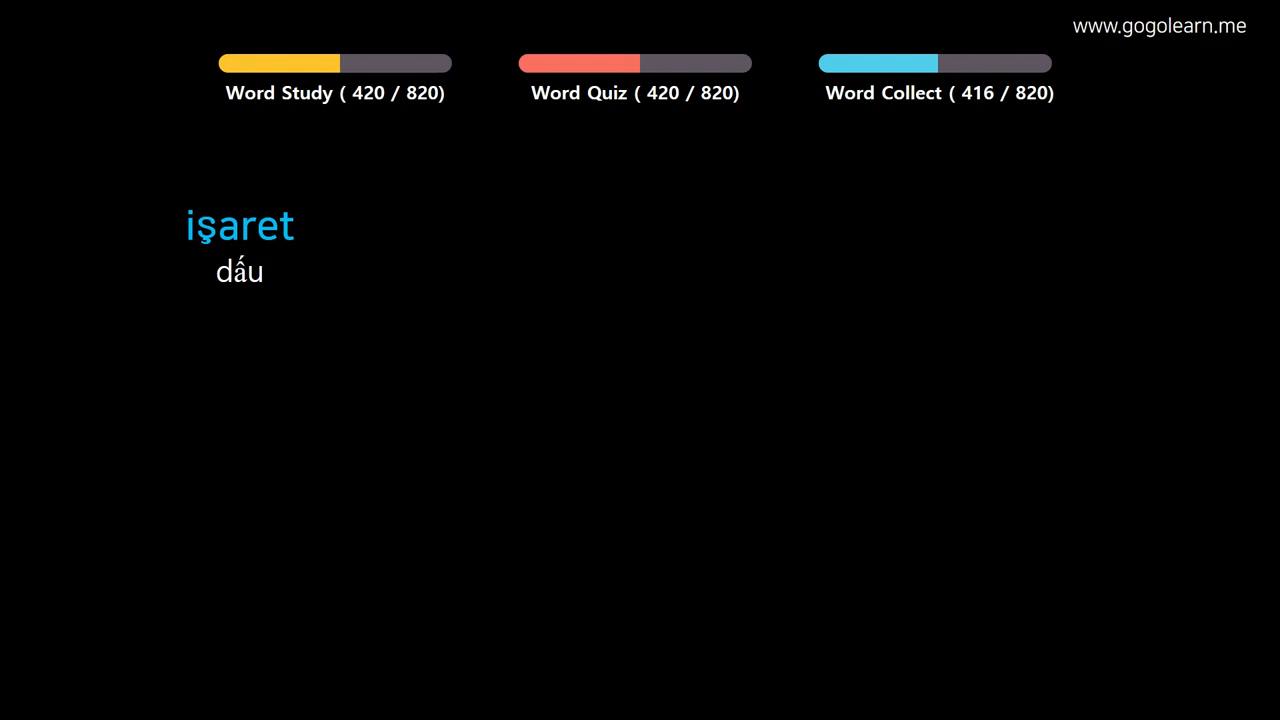 www.gogolearn.me
Word Study ( 420 / 820)
Word Quiz ( 420 / 820)
Word Collect ( 416 / 820)
işaret
dấu